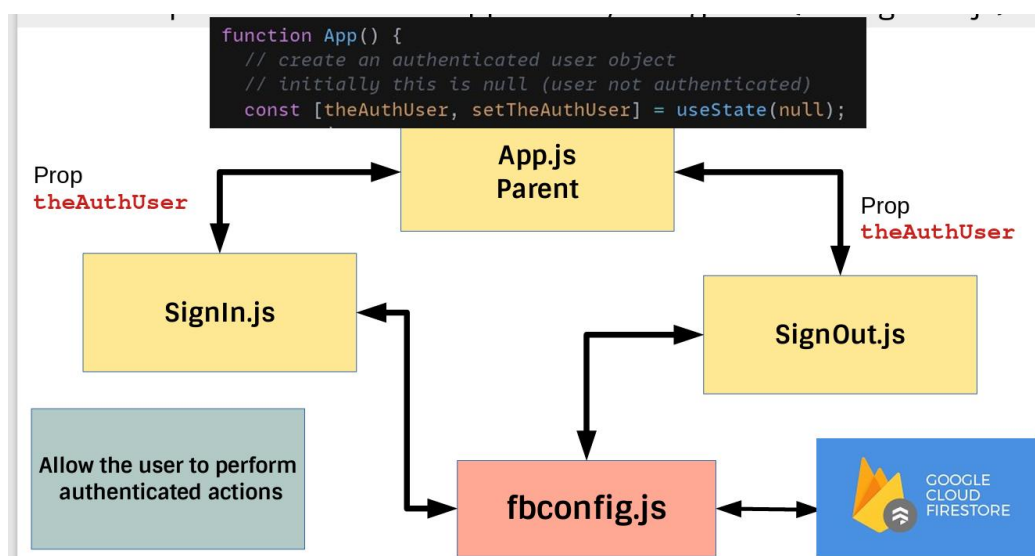 function App() {
// create an authenticated user object
// initially this is null (user not authenticated)
const [theAuthUser, setTheAuthUser] = useState(null);
App.js
Parent
Prop
theAuthUser
Prop
theAuthUser
SignIn.js
SignOut.js
Allow the user to perform
authenticated actions
fbconfig.js
GOOGLE
CLOUD
FIRESTORE